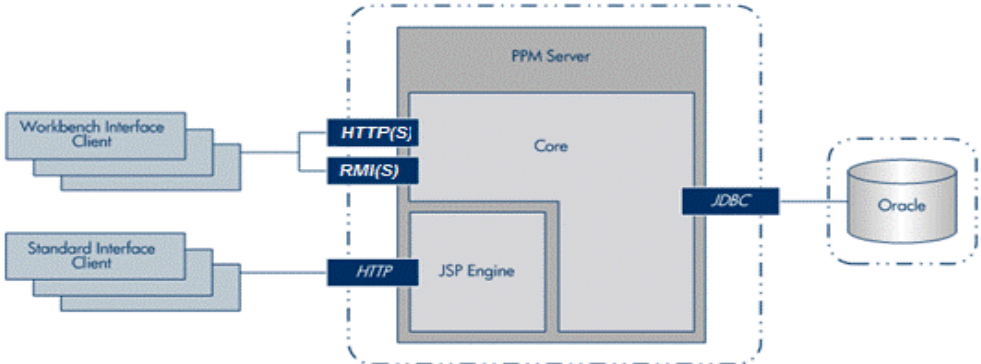 PPM Server
Workbench Interface
Client
HTTP(S)
RMI(S)
Core
JDBC
Oracle
Standard Interface
Client
HTTP
JSP Engine